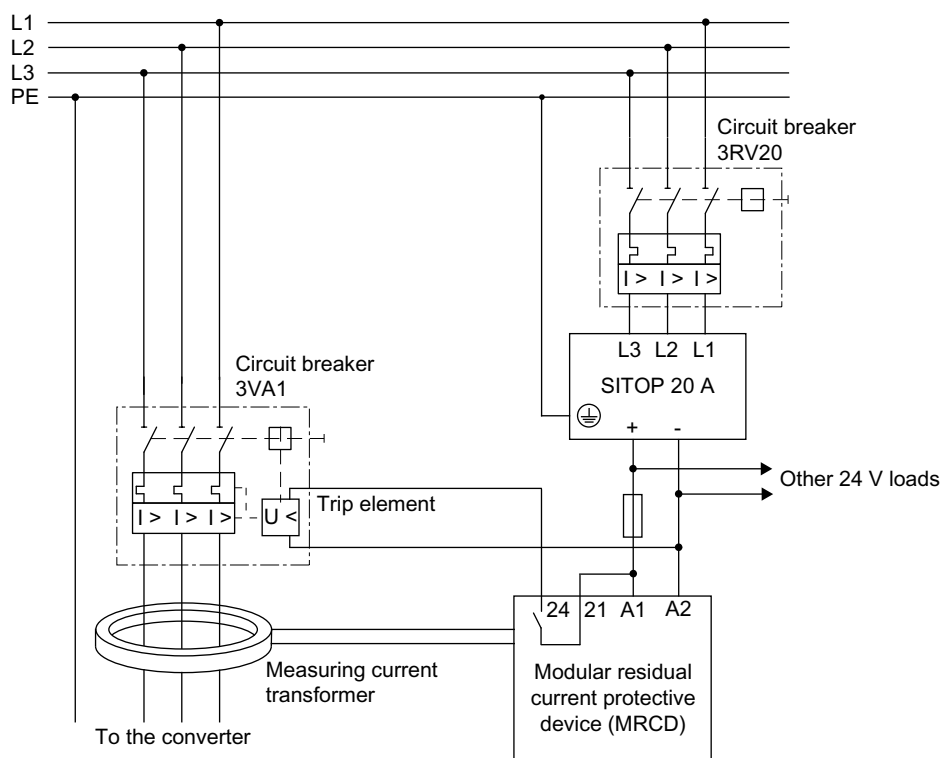 L1
L2
L3
PE
Circuit breaker
3RV20
I > I > I >
L3 L2 L1
SITOP 20 A
+ -
Other 24 V loads
Circuit breaker
3VA1
I > I > I >
U <
Trip element
24 21 A1 A2
Modular residual
current protective
device (MRCD)
Measuring current
transformer
To the converter